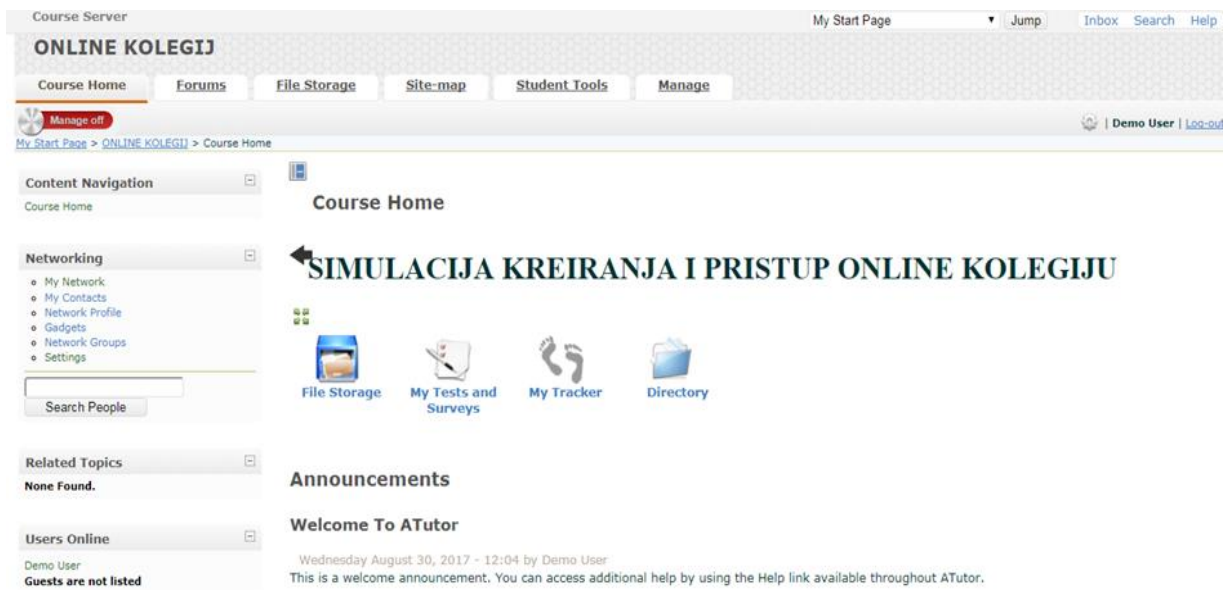 Course Server
My Start Page Jump Inbox Search Help
ONLINE KOLEGIJ
Course Home Forums File Storage Site-map Student Tools Manage
Manage off
| Demo User | Log-out
My Start Page > ONLINE KOLEGIJ > Course Home
Content Navigation
Course Home
Networking
My Network
My Contacts
Network Profile
Gadgets
Network Groups
Settings
Search People
Related Topics
None Found.
Users Online
Demo User
Guests are not listed
Course Home
SIMULACIJA KREIRANJA I PRISTUP ONLINE KOLEGIJU
File Storage
My Tests and
Surveys
My Tracker
Directory
Announcements
Welcome To ATutor
Wednesday August 30, 2017 - 12:04 by Demo User
This is a welcome announcement. You can access additional help by using the Help link available throughout ATutor.